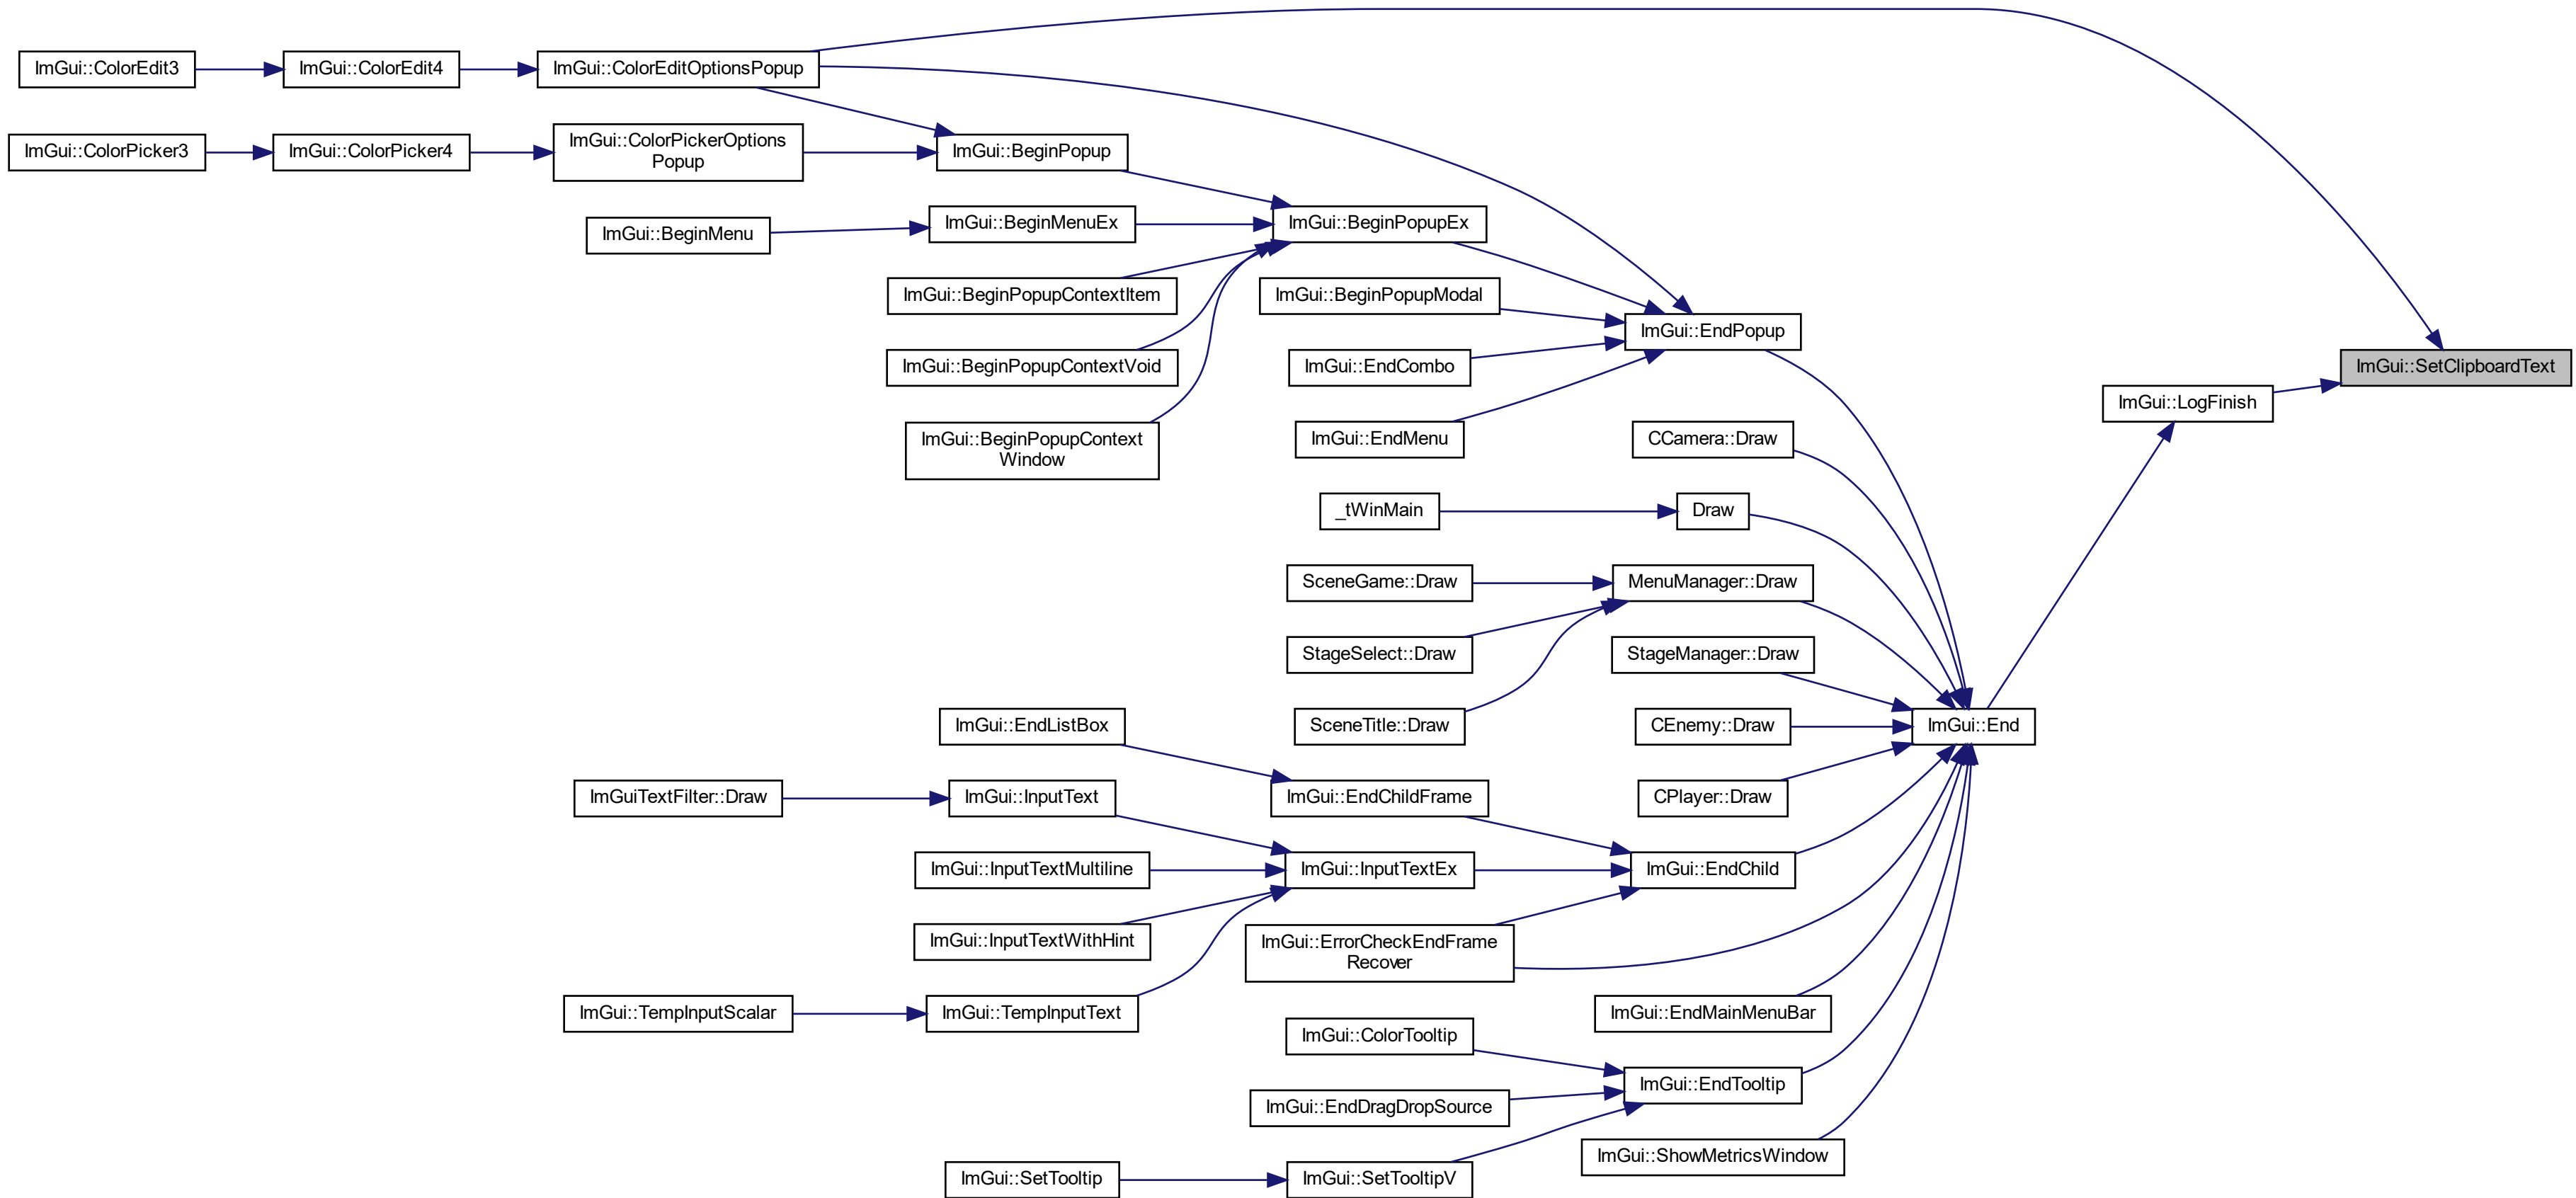 ImGui::ColorEdit3
ImGui::ColorEdit4
ImGui::ColorEditOptionsPopup
ImGui::ColorPicker3
ImGui::ColorPicker4
ImGui::ColorPickerOptions
Popup
ImGui::BeginPopup
ImGui::BeginMenu
ImGui::BeginMenuEx
ImGui::BeginPopupEx
ImGui::BeginPopupContextItem
ImGui::BeginPopupModal
ImGui::EndPopup
ImGui::BeginPopupContextVoid
ImGui::EndCombo
ImGui::SetClipboardText
ImGui::LogFinish
ImGui::BeginPopupContext
Window
ImGui::EndMenu
CCamera::Draw
_tWinMain
Draw
SceneGame::Draw
MenuManager::Draw
StageSelect::Draw
StageManager::Draw
ImGui::EndListBox
SceneTitle::Draw
CEnemy::Draw
ImGui::End
ImGuiTextFilter::Draw
ImGui::InputText
ImGui::EndChildFrame
CPlayer::Draw
ImGui::InputTextMultiline
ImGui::InputTextEx
ImGui::EndChild
ImGui::InputTextWithHint
ImGui::ErrorCheckEndFrame
Recover
ImGui::TempInputScalar
ImGui::TempInputText
ImGui::EndMainMenuBar
ImGui::ColorTooltip
ImGui::EndTooltip
ImGui::EndDragDropSource
ImGui::ShowMetricsWindow
ImGui::SetTooltip
ImGui::SetTooltipV